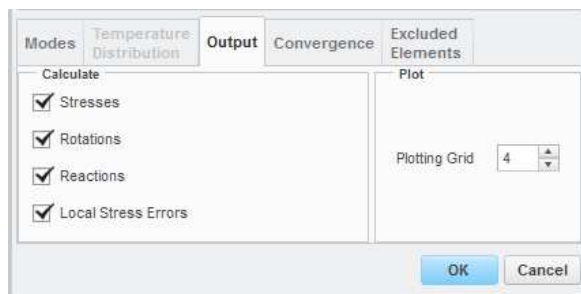 Modes
Temperature
Distribution
Output
Convergence
Excluded
Elements
Calculate
Stresses
Rotations
Reactions
Local Stress Errors
Plot
Plotting Grid 4
OK
Cancel